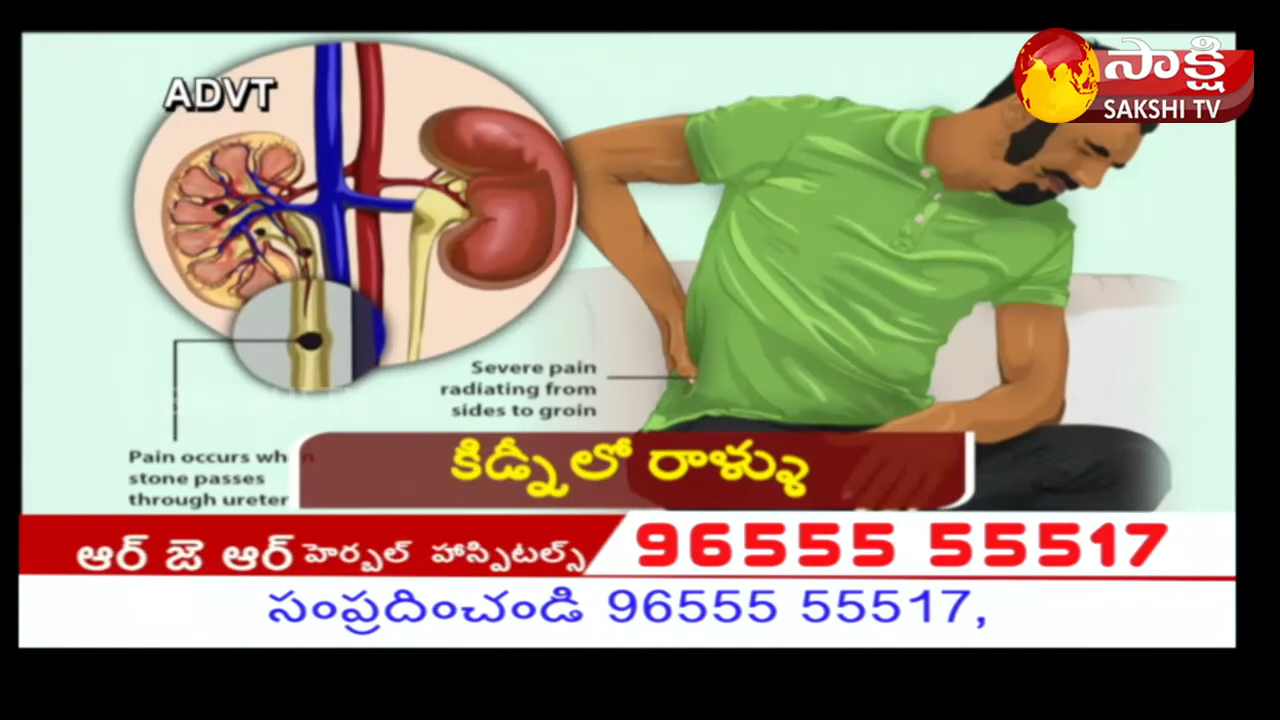 ADVT
సాక్షి
SAKSHI TV
Severe pain
radiating from
sides to groin
Pain occurs when
stone passes
through ureter
కిడ్నీలో రాళ్ళు
ఆర్ జె ఆర్ హెర్బల్ హాస్పిటల్స్
96555 55517
సంప్రదించండి 96555 55517,